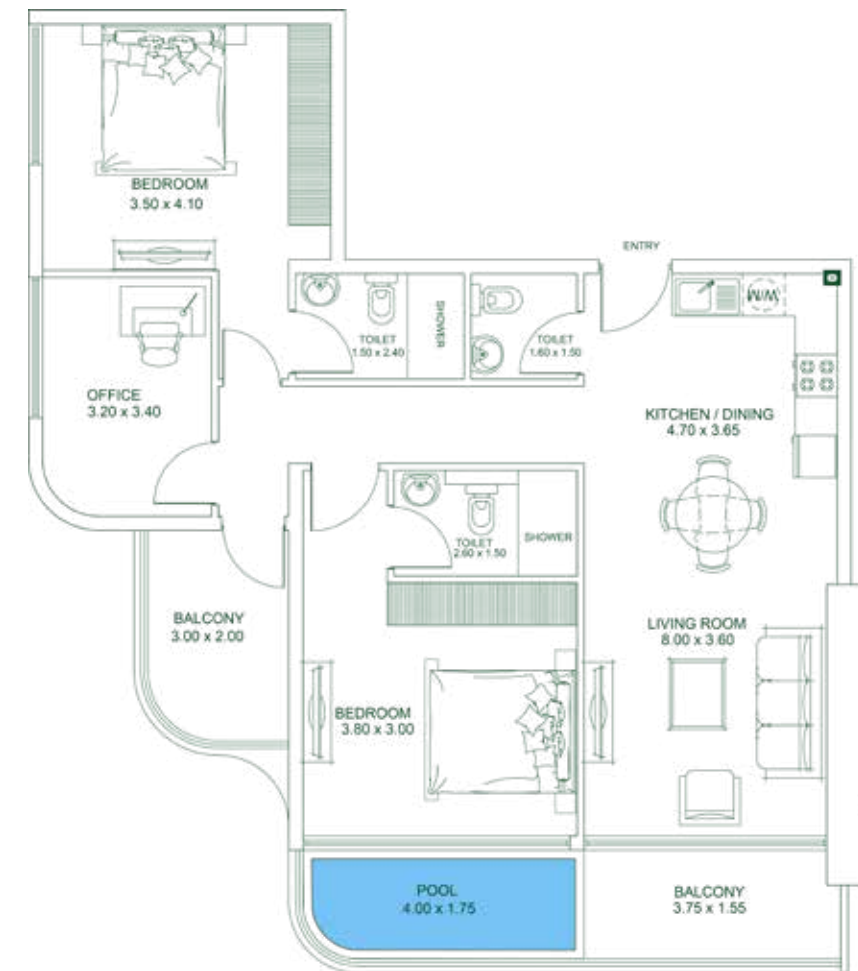 BEDROOM
3.50 x 4.10
ENTRY
TOILET
1.50 x 2.40
SHOWER
TOILET
1.60 x 1.50
W/M
OFFICE
3.20 x 3.40
KITCHEN / DINING
4.70 x 3.65
TOILET
2.60 x 1.50
SHOWER
BALCONY
3.00 x 2.00
LIVING ROOM
8.00 x 3.60
BEDROOM
3.80 x 3.00
POOL
4.00 x 1.75
BALCONY
3.75 x 1.55